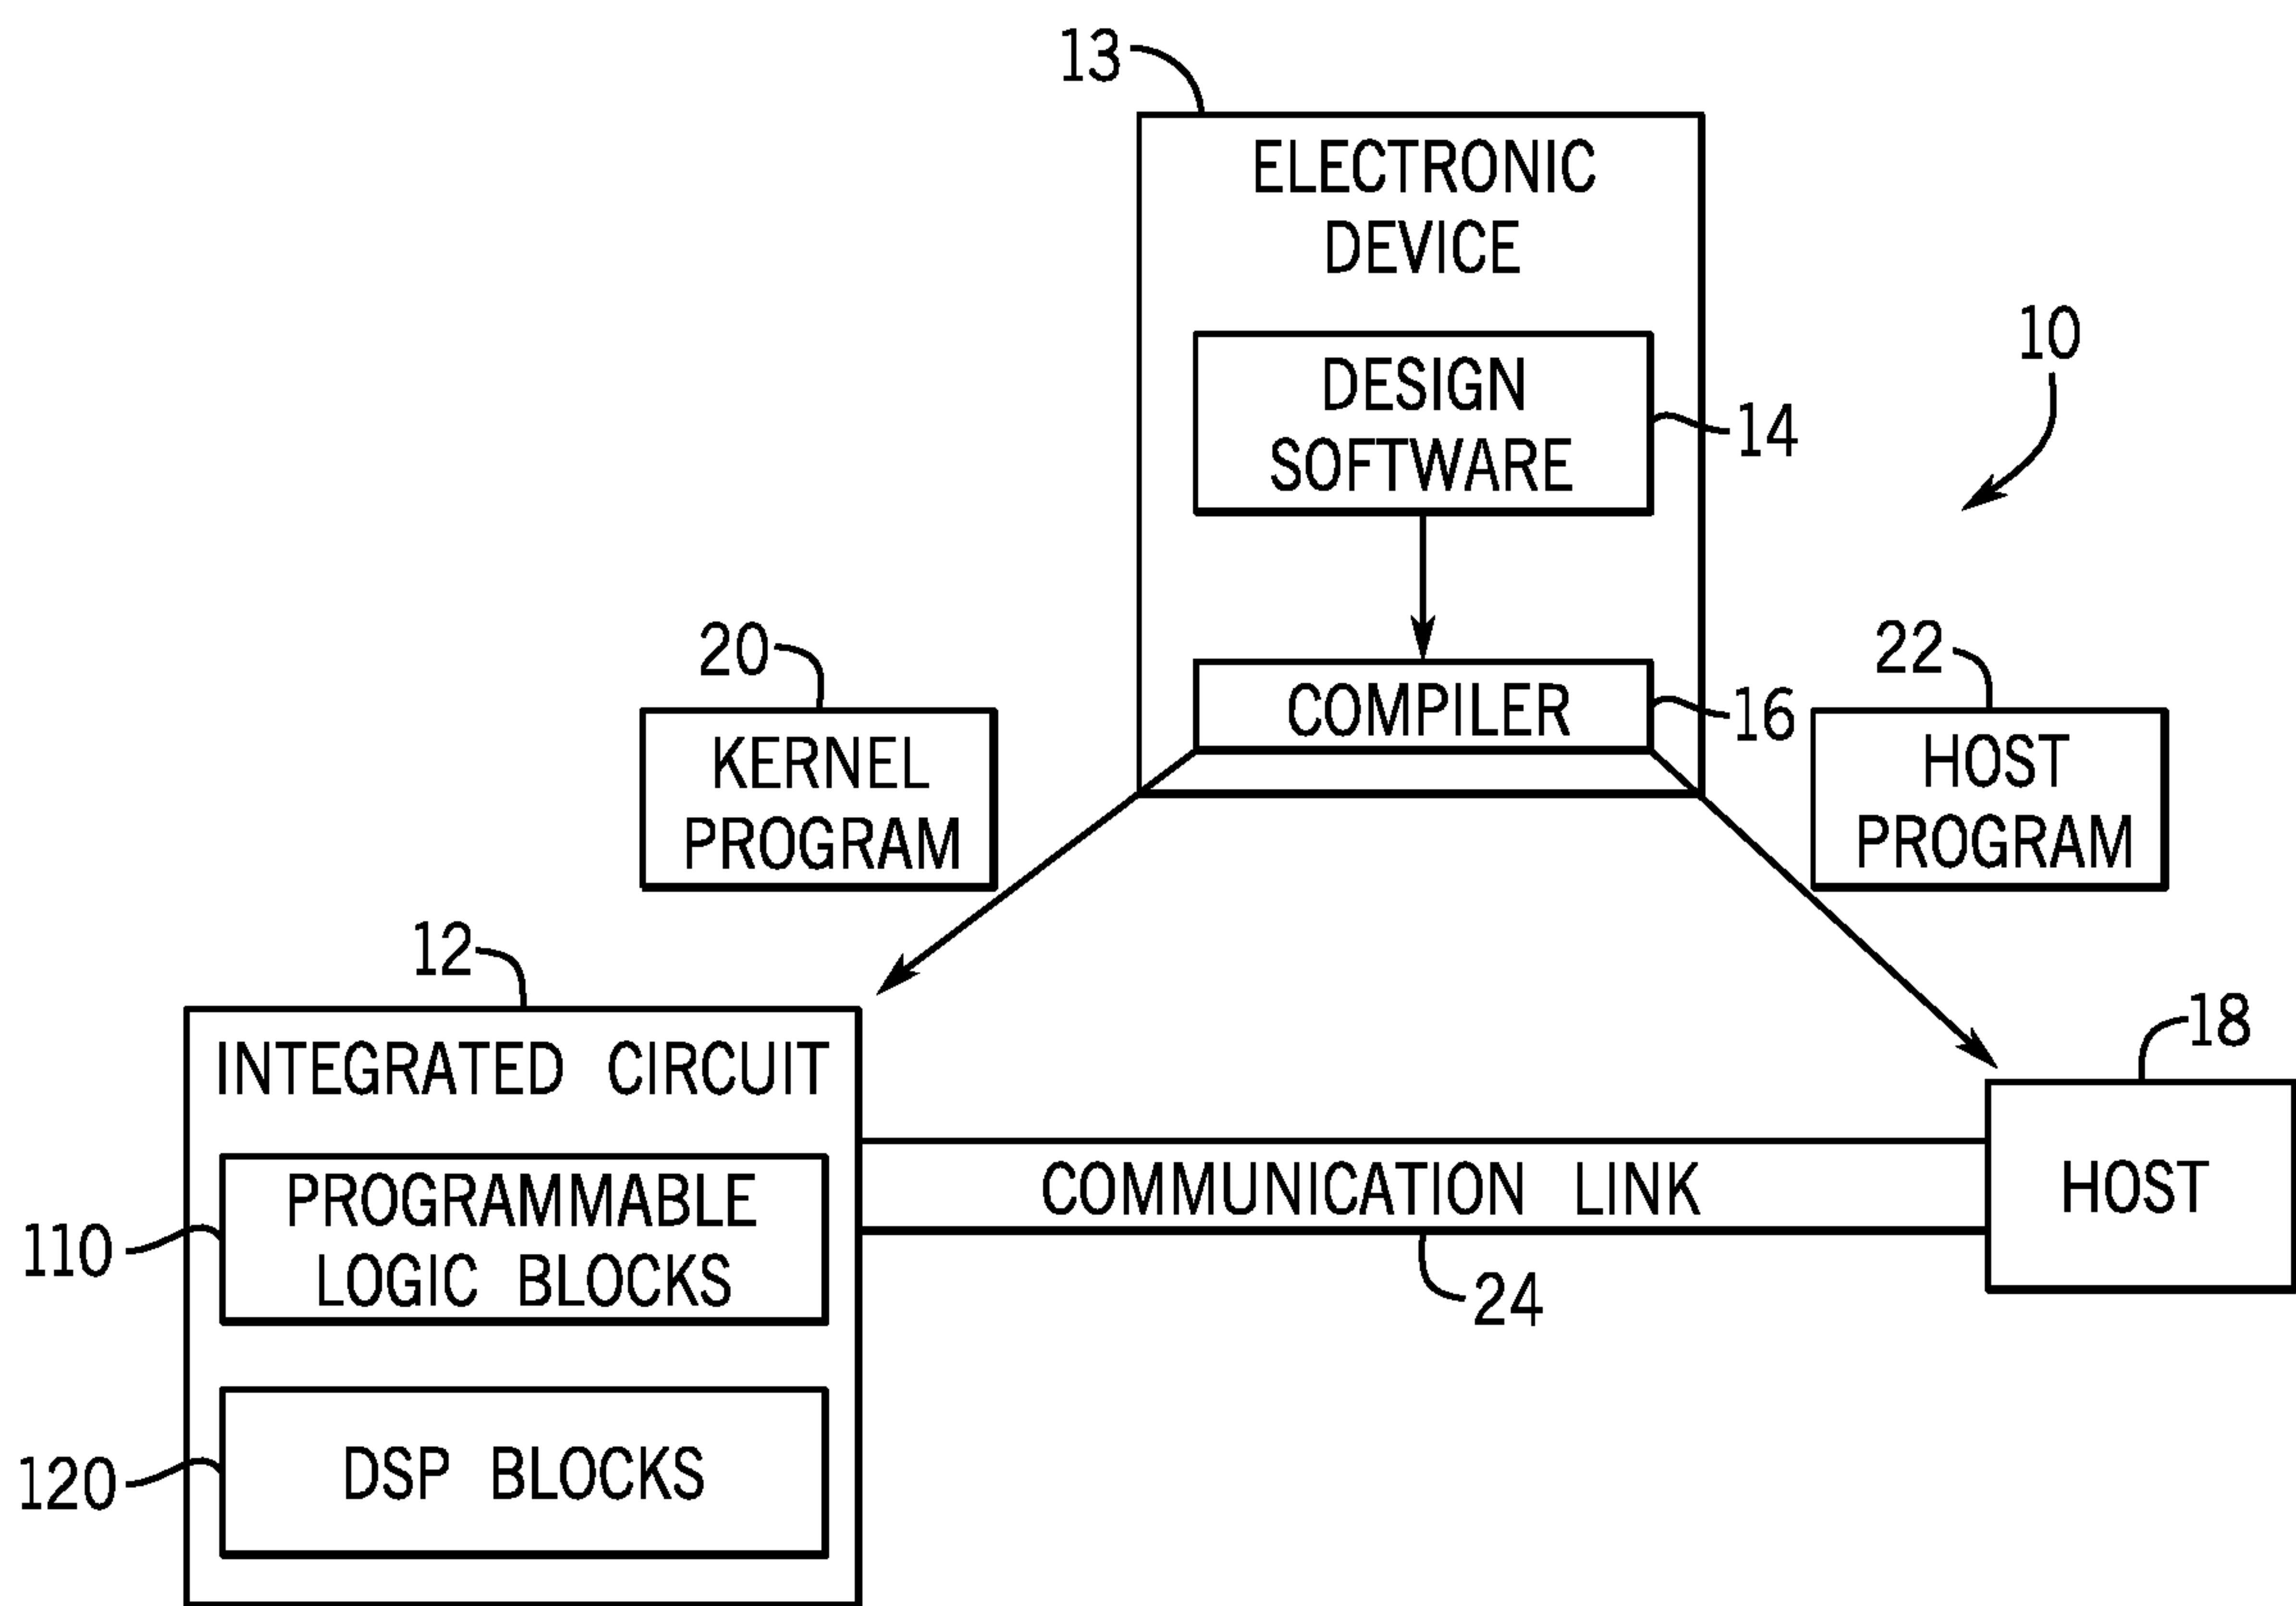 13
ELECTRONIC
DEVICE
10
DESIGN
SOFTWARE
14
20
22
COMPILER
16
KERNEL
PROGRAM
HOST
PROGRAM
12
18
INTEGRATED CIRCUIT
PROGRAMMABLE
LOGIC BLOCKS
110
COMMUNICATION LINK
HOST
24
DSP BLOCKS
120